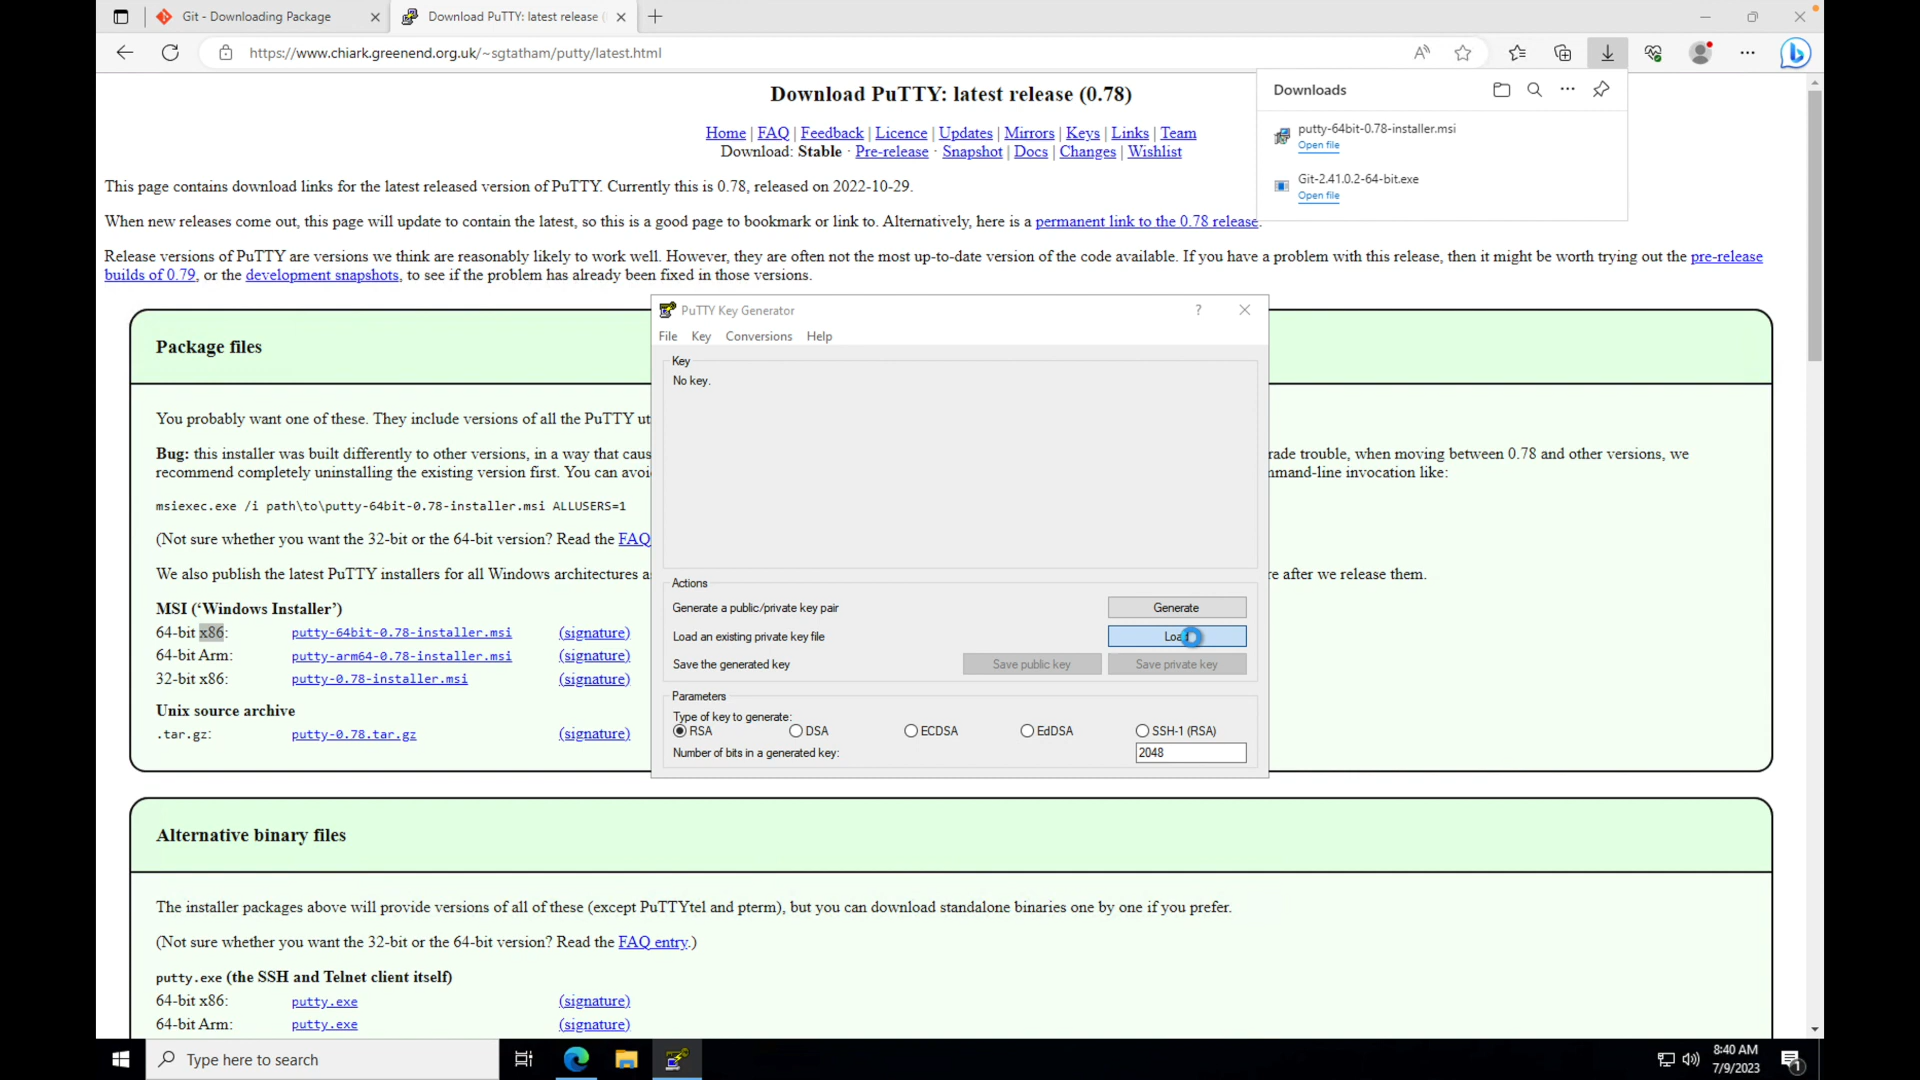 Git - Downloading Package
Download PuTTY: latest release (
https://www.chiark.greenend.org.uk/~sgtatham/putty/latest.html
Downloads
putty-64bit-0.78-installer.msi
Open file
Git-2.41.0.2-64-bit.exe
Open file
Download PuTTY: latest release (0.78)
Home | FAQ | Feedback | Licence | Updates | Mirrors | Keys | Links | Team
Download: Stable · Pre-release · Snapshot | Docs | Changes | Wishlist
This page contains download links for the latest released version of PuTTY. Currently this is 0.78, released on 2022-10-29.
When new releases come out, this page will update to contain the latest, so this is a good page to bookmark or link to. Alternatively, here is a permanent link to the 0.78 release.
Release versions of PuTTY are versions we think are reasonably likely to work well. However, they are often not the most up-to-date version of the code available. If you have a problem with this release, then it might be worth trying out the pre-release
builds of 0.79, or the development snapshots, to see if the problem has already been fixed in those versions.
Package files
You probably want one of these. They include versions of all the PuTTY ut
Bug: this installer was built differently to other versions, in a way that caus
rade trouble, when moving between 0.78 and other versions, we
recommend completely uninstalling the existing version first. You can avoi
mmand-line invocation like:
msiexec.exe /i path\to\putty-64bit-0.78-installer.msi ALLUSERS=1
(Not sure whether you want the 32-bit or the 64-bit version? Read the FAQ
We also publish the latest PuTTY installers for all Windows architectures a
re after we release them.
MSI (‘Windows Installer’)
64-bit x86: putty-64bit-0.78-installer.msi (signature)
64-bit Arm: putty-arm64-0.78-installer.msi (signature)
32-bit x86: putty-0.78-installer.msi (signature)
Unix source archive
.tar.gz: putty-0.78.tar.gz (signature)
PuTTY Key Generator
?
File Key Conversions Help
Key
No key.
Actions
Generate a public/private key pair
Generate
Load an existing private key file
Save the generated key
Save public key
Save private key
Parameters
Type of key to generate:
RSA DSA ECDSA EdDSA SSH-1 (RSA)
Number of bits in a generated key:
2048
Alternative binary files
The installer packages above will provide versions of all of these (except PuTTYtel and pterm), but you can download standalone binaries one by one if you prefer.
(Not sure whether you want the 32-bit or the 64-bit version? Read the FAQ entry.)
putty.exe (the SSH and Telnet client itself)
64-bit x86: putty.exe (signature)
64-bit Arm: putty.exe (signature)
Type here to search
8:40 AM
7/9/2023
1